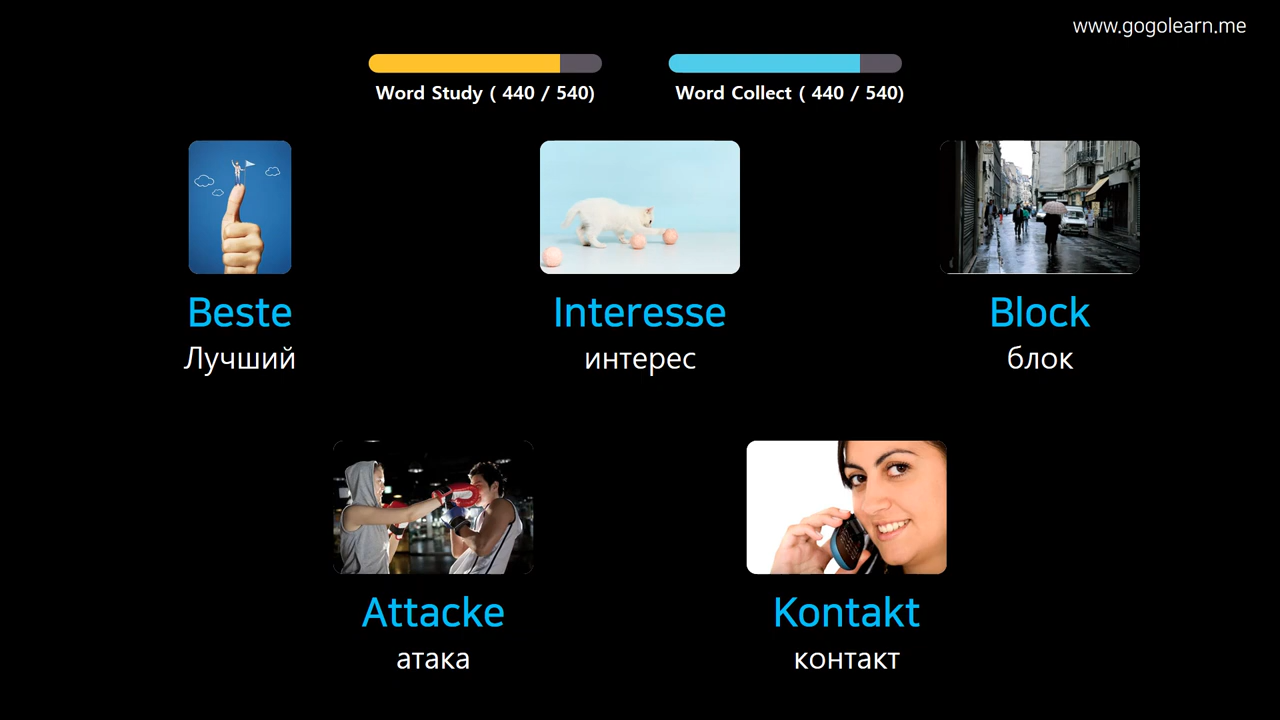 www.gogolearn.me
Word Study ( 440 / 540)
Word Collect ( 440 / 540)
Beste
Лучший
Interesse
интерес
Block
блок
Attacke
атака
Kontakt
контакт